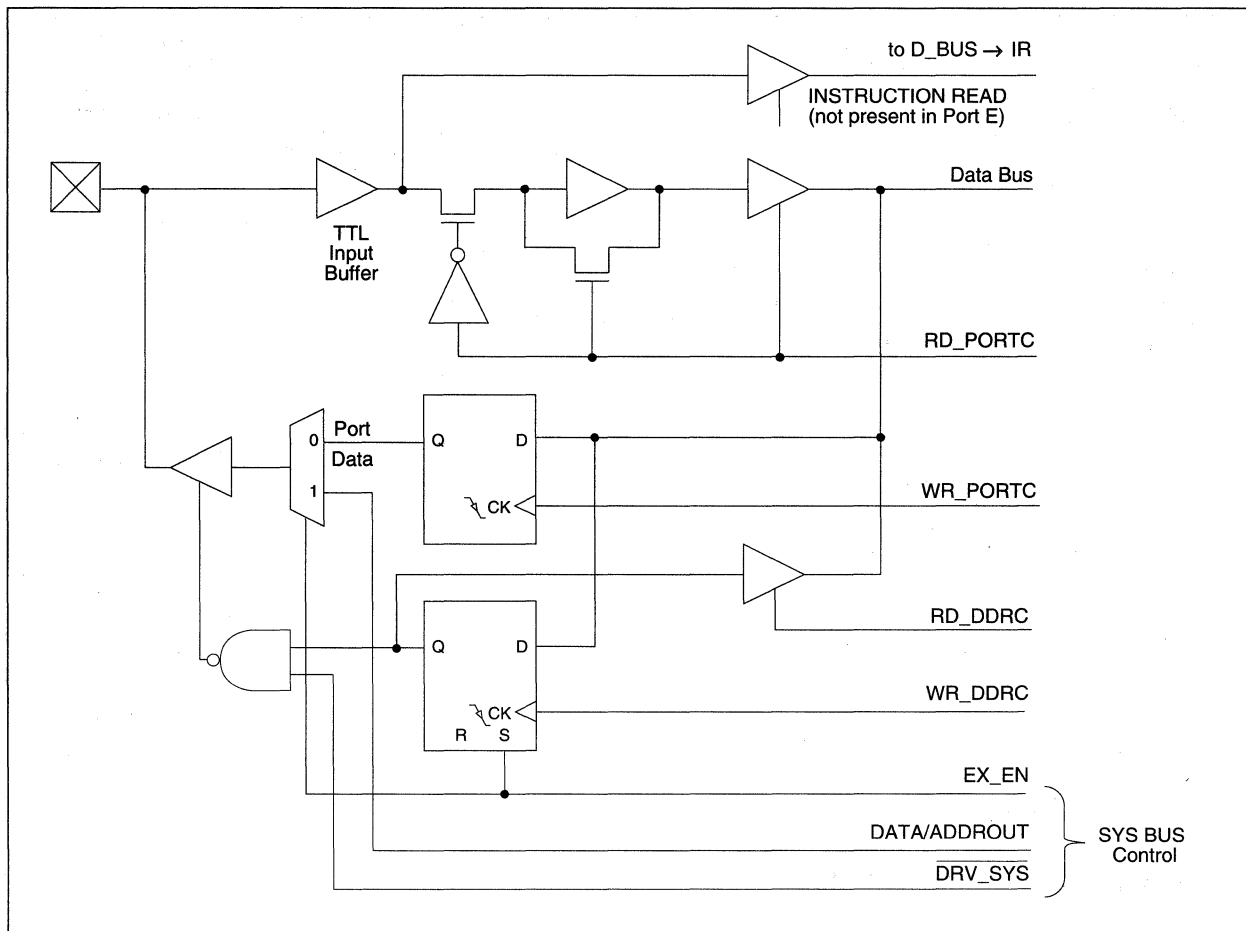 to D_BUS → IR
INSTRUCTION READ
(not present in Port E)
Data Bus
TTL
Input
Buffer
RD_PORTC
0
Port
Data
1
Q
D
CK
WR_PORTC
RD_DDRC
Q
D
CK
R
S
WR_DDRC
EX_EN
DATA/ADDROUT
DRV_SYS
SYS BUS
Control